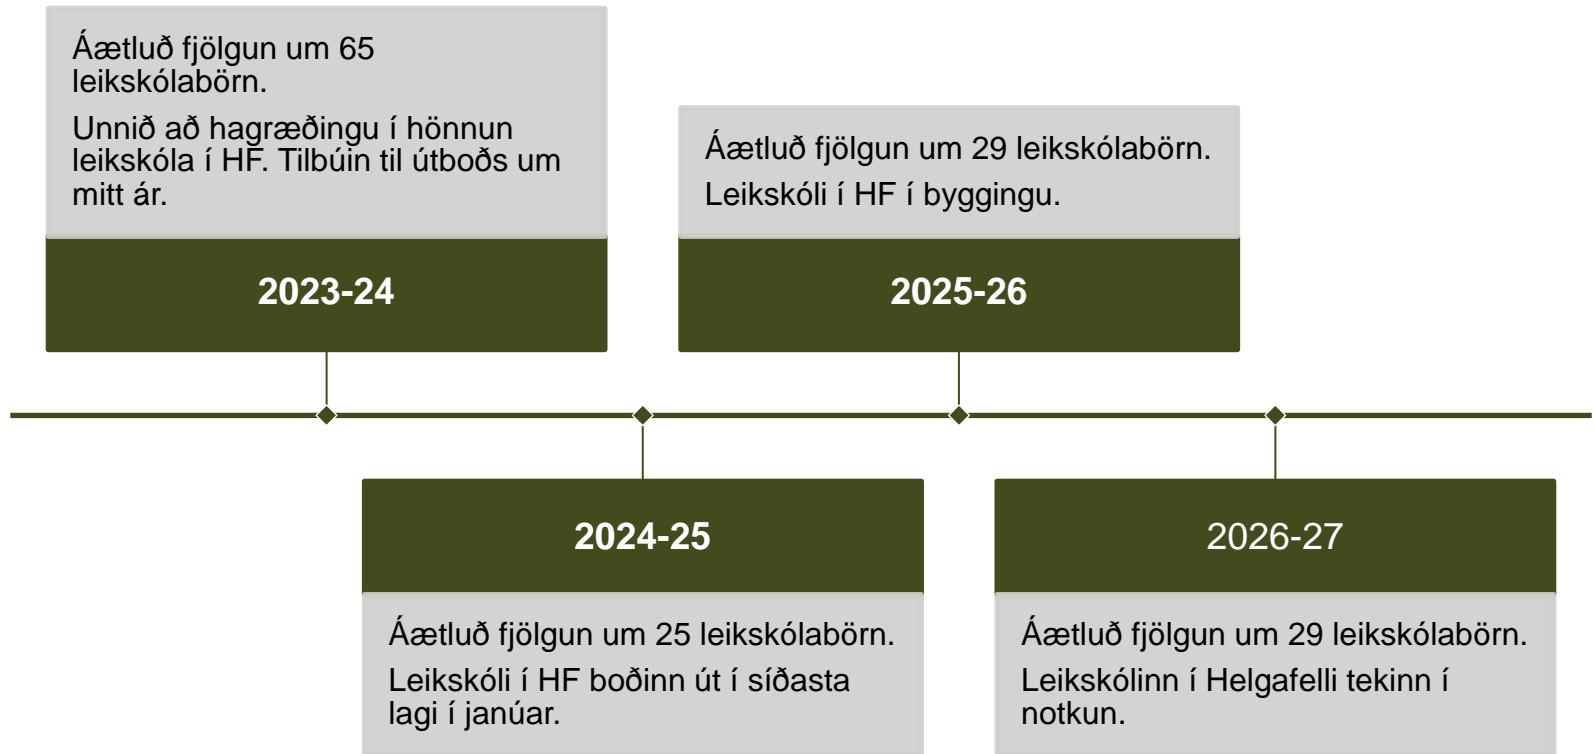 Áætluð fjölgun um 65
leikskólabörn.
Unnið að hagræðingu í hönnun
leikskóla í HF. Tilbúin til útboðs um
mitt ár.
2023-24
Áætluð fjölgun um 29 leikskólabörn.
Leikskóli í HF í byggingu.
2025-26
2024-25
Áætluð fjölgun um 25 leikskólabörn.
Leikskóli í HF boðinn út í síðasta
lagi í janúar.
2026-27
Áætluð fjölgun um 29 leikskólabörn.
Leikskólinn í Helgafelli tekinn í
notkun.